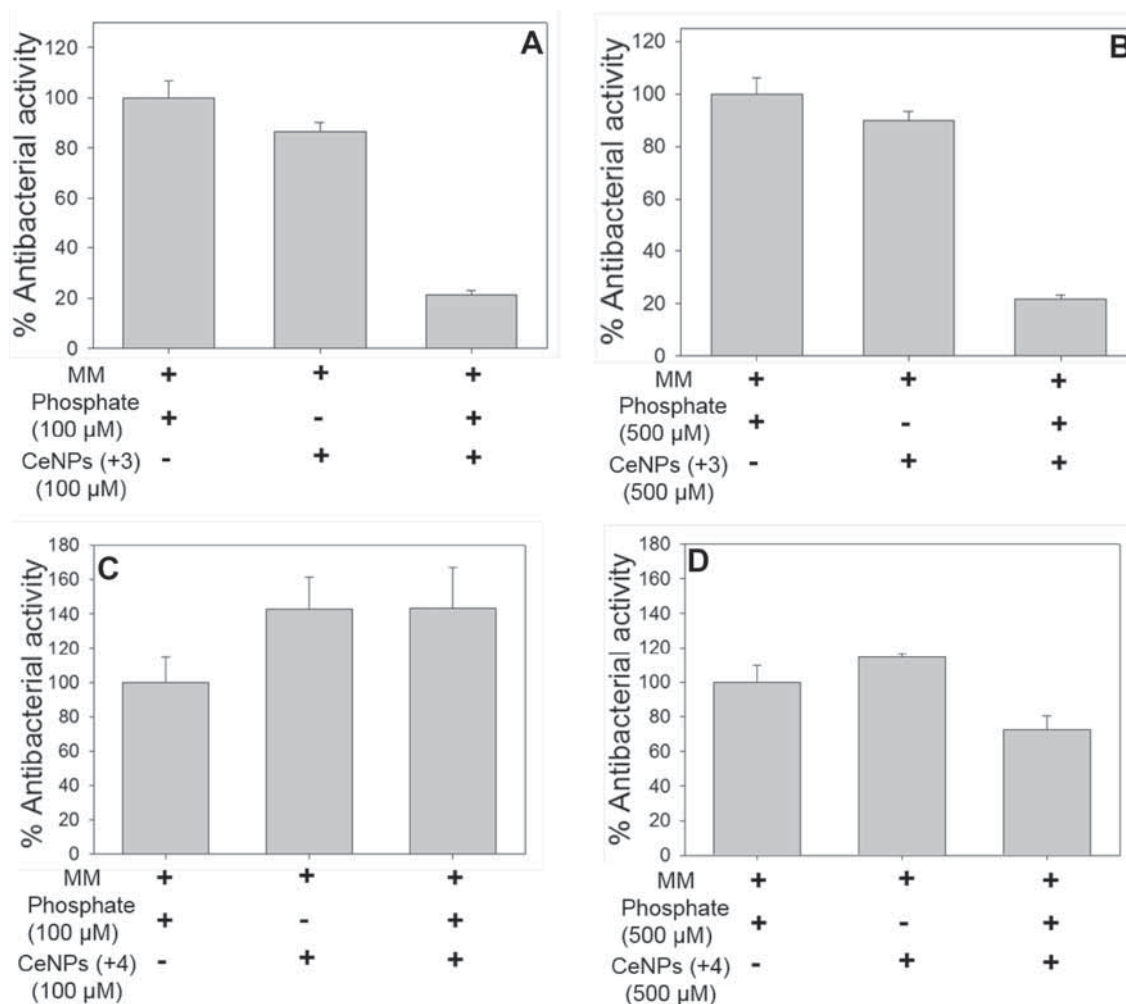 A
% Antibacterial activity
120
100
80
60
40
20
0
MM + + +
Phosphate
(100 µM) + - +
CeNPs (+3) - + +
(100 µM)
B
% Antibacterial activity
120
100
80
60
40
20
0
MM + + +
Phosphate
(500 µM) + - +
CeNPs (+3) - + +
(500 µM)
C
% Antibacterial activity
180
160
140
120
100
80
60
40
20
0
MM + + +
Phosphate
(100 µM) + - +
CeNPs (+4) - + +
(100 µM)
D
% Antibacterial activity
180
160
140
120
100
80
60
40
20
0
MM + + +
Phosphate
(500 µM) + - +
CeNPs (+4) - + +
(500 µM)